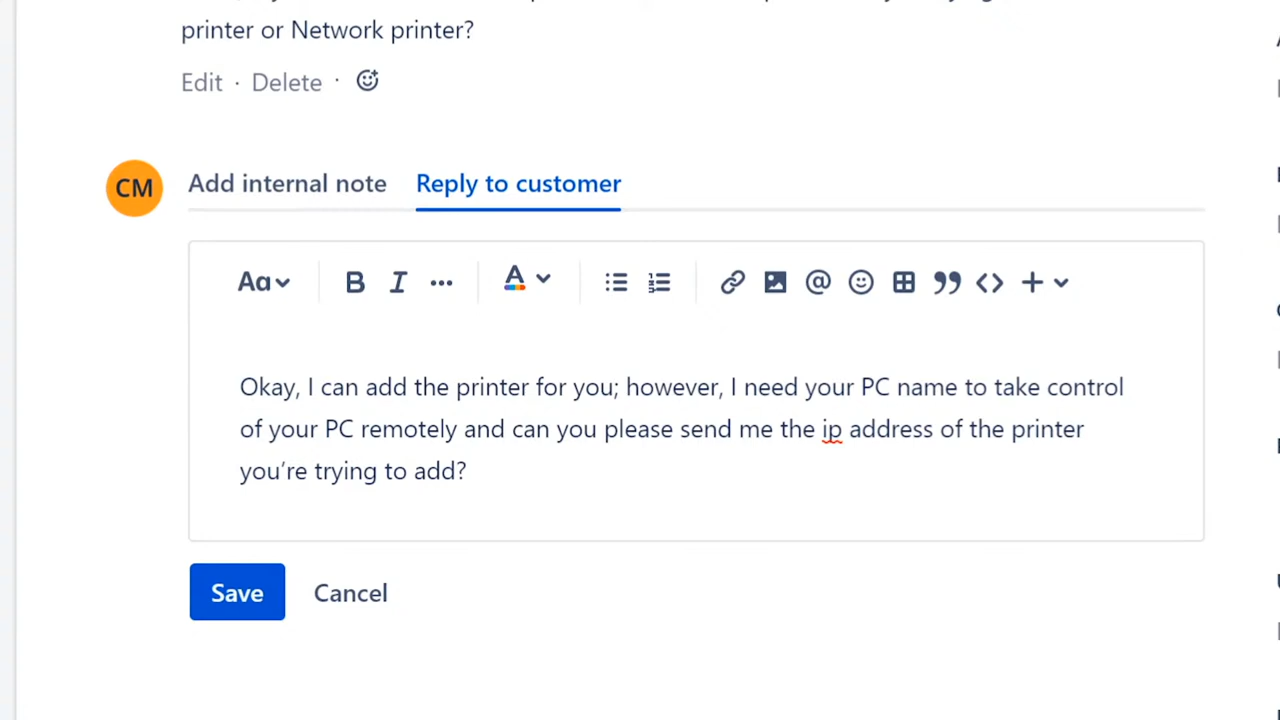 printer or Network printer?
Edit · Delete ·
CM
Add internal note Reply to customer
Aa B I ... A @ + 
Okay, I can add the printer for you; however, I need your PC name to take control
of your PC remotely and can you please send me the ip address of the printer
you're trying to add?
Save Cancel